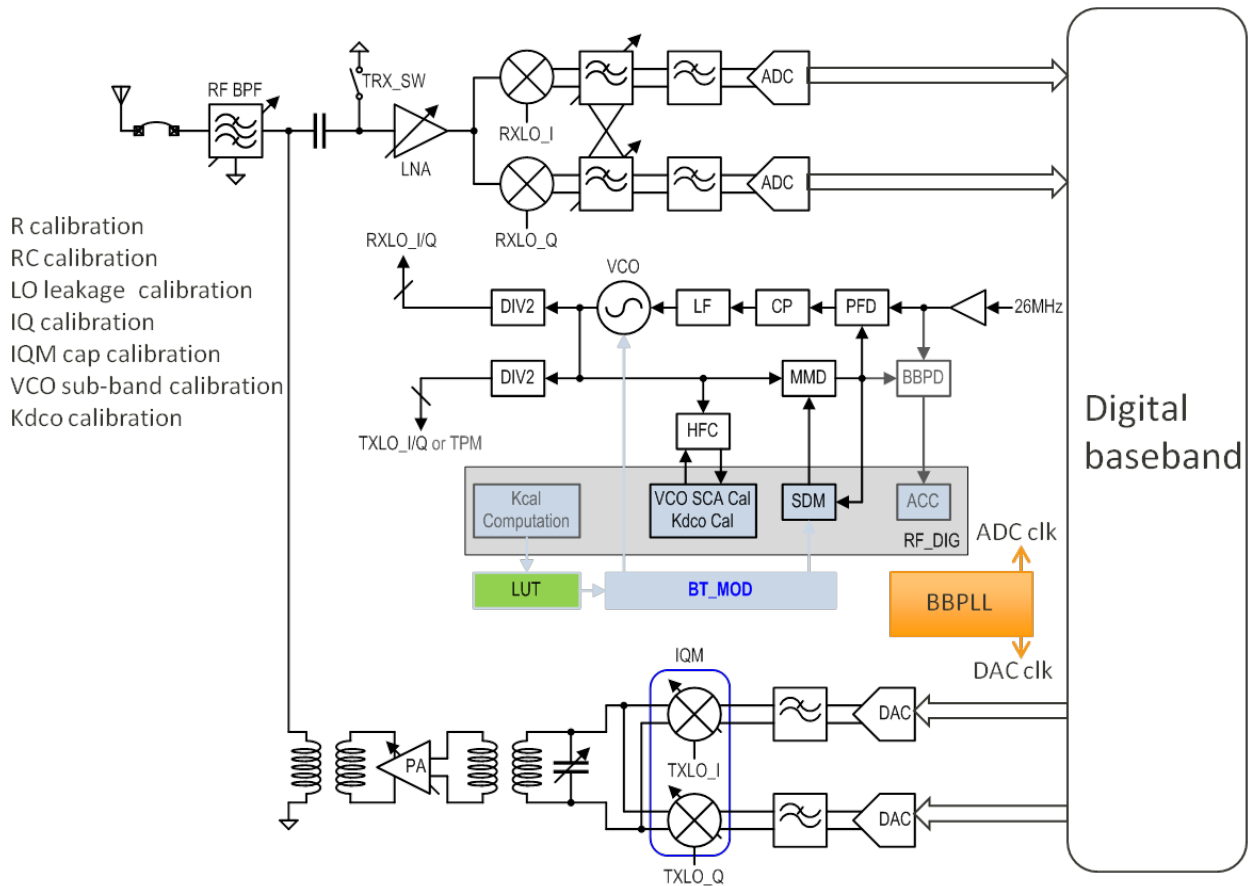 RF BPF
TRX_SW
LNA
RXLO_I
ADC
RXLO_Q
ADC
R calibration
RC calibration
LO leakage calibration
IQ calibration
IQM cap calibration
VCO sub-band calibration
Kdco calibration
RXLO_I/Q
DIV2
VCO
LF
CP
PFD
26MHz
DIV2
MMD
BBPD
TXLO_I/Q or TPM
HFC
Kcal
Computation
VCO SCA Cal
Kdco Cal
SDM
ACC
RF_DIG
LUT
BT_MOD
ADC clk
BBPLL
DAC clk
Digital
baseband
IQM
TXLO_I
DAC
PA
TXLO_Q
DAC